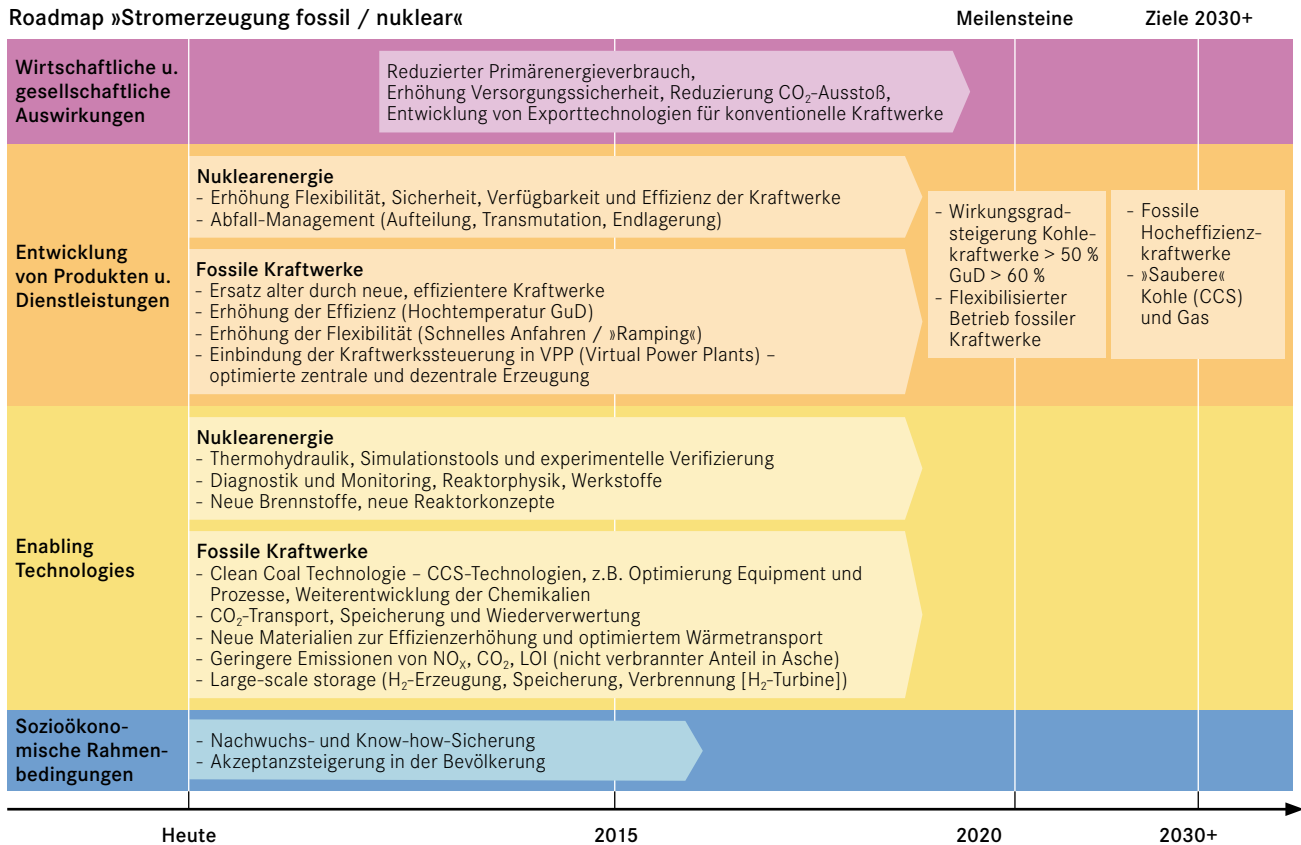 Roadmap »Stromerzeugung fossil / nuklear«
Meilensteine
Ziele 2030+
Wirtschaftliche u.
gesellschaftliche
Auswirkungen
Reduzierter Primärenergieverbrauch,
Erhöhung Versorgungssicherheit, Reduzierung CO₂-Ausstoß,
Entwicklung von Exporttechnologien für konventionelle Kraftwerke
Entwicklung
von Produkten u.
Dienstleistungen
Nuklearenergie
- Erhöhung Flexibilität, Sicherheit, Verfügbarkeit und Effizienz der Kraftwerke
- Abfall-Management (Aufteilung, Transmutation, Endlagerung)
Fossile Kraftwerke
- Ersatz alter durch neue, effizientere Kraftwerke
- Erhöhung der Effizienz (Hochtemperatur GuD)
- Erhöhung der Flexibilität (Schnelles Anfahren / »Ramping«)
- Einbindung der Kraftwerkssteuerung in VPP (Virtual Power Plants) –
optimierte zentrale und dezentrale Erzeugung
- Wirkungsgrad-
steigerung Kohle-
kraftwerke > 50 %
GuD > 60 %
- Flexibilisierter
Betrieb fossiler
Kraftwerke
- Fossile
Hocheffizienz-
kraftwerke
- »Saubere«
Kohle (CCS)
und Gas
Enabling
Technologies
Nuklearenergie
- Thermohydraulik, Simulationstools und experimentelle Verifizierung
- Diagnostik und Monitoring, Reaktorphysik, Werkstoffe
- Neue Brennstoffe, neue Reaktorkonzepte
Fossile Kraftwerke
- Clean Coal Technologie – CCS-Technologien, z.B. Optimierung Equipment und
Prozesse, Weiterentwicklung der Chemikalien
- CO₂-Transport, Speicherung und Wiederverwertung
- Neue Materialien zur Effizienzerhöhung und optimiertem Wärmetransport
- Geringere Emissionen von NOₓ, CO₂, LOI (nicht verbrannter Anteil in Asche)
- Large-scale storage (H₂-Erzeugung, Speicherung, Verbrennung [H₂-Turbine])
Sozioökono-
mische Rahmen-
bedingungen
- Nachwuchs- und Know-how-Sicherung
- Akzeptanzsteigerung in der Bevölkerung
Heute
2015
2020
2030+